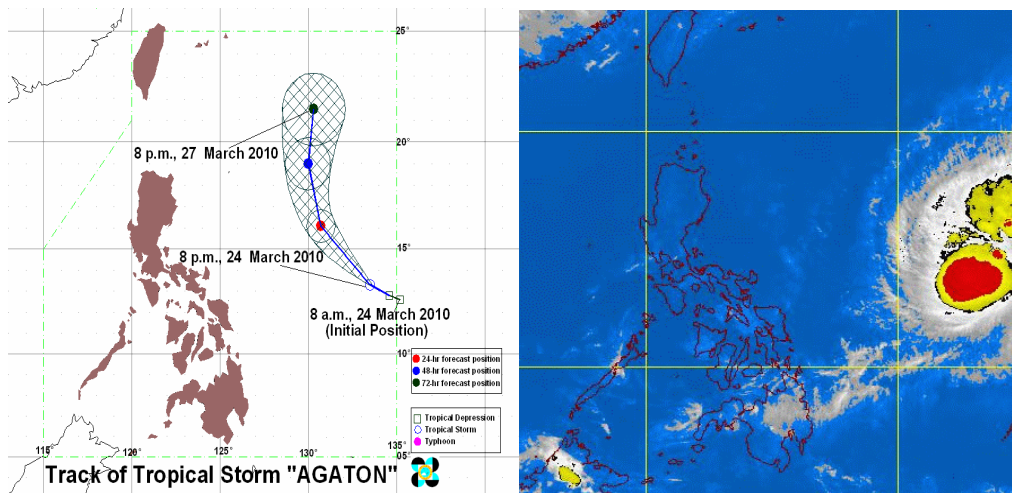 25°
8 p.m., 27 March 2010
20°
8 p.m., 24 March 2010
15°
8 a.m., 24 March 2010
(Initial Position)
10°
24-hr forecast position
48-hr forecast position
72-hr forecast position
Tropical Depression
Tropical Storm
Typhoon
115° 120° 125° 130° 135°
05°
Track of Tropical Storm "AGATON"